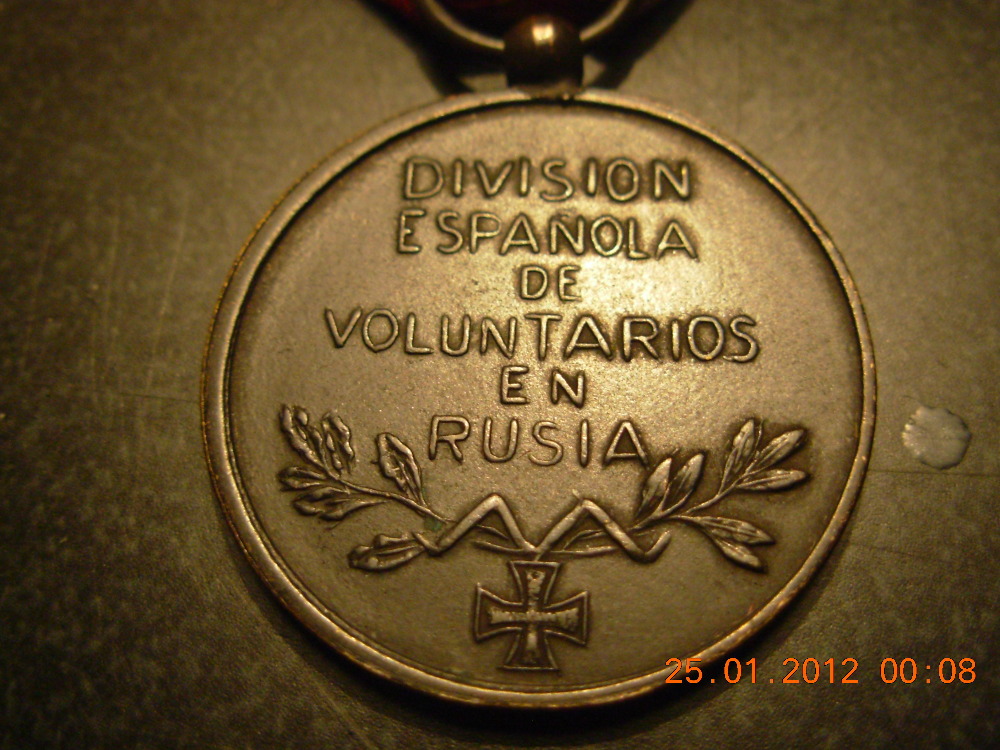 DIVISION
ESPAÑOLA
DE
VOLUNTARIOS
EN
RUSIA
25.01.2012 00:08